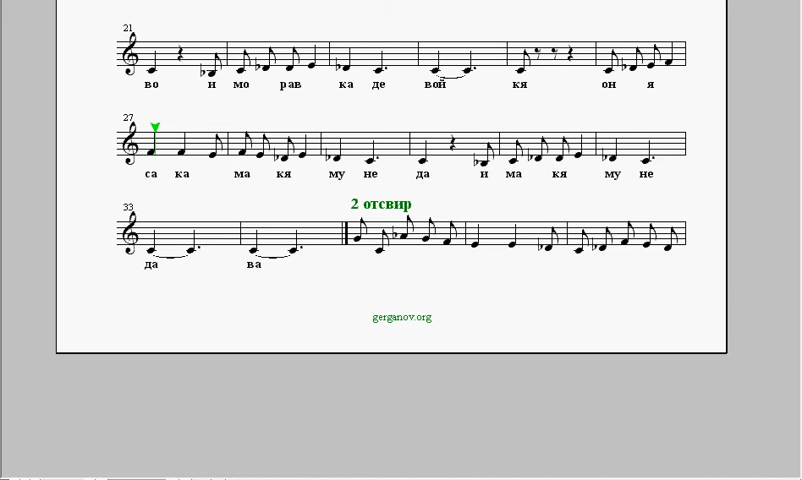 21
во и мо рав ка де вой кя он я
27
са ка ма кя му не да и ма кя му не
2 отсвир
33
да ва
gerganov.org